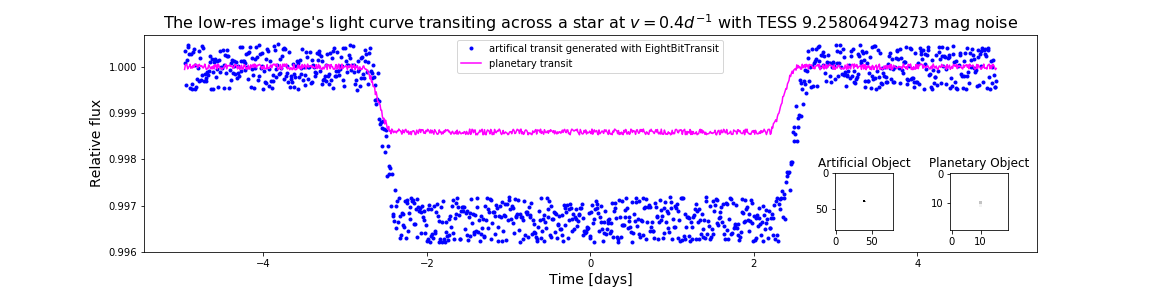 The low-res image's light curve transiting across a star at v = 0.4d⁻¹ with TESS 9.25806494273 mag noise
artifical transit generated with EightBitTransit
planetary transit
Relative flux
1.000
0.999
0.998
0.997
0.996
−4
−2
0
2
4
Time [days]
Artificial Object
0
50
0
50
Planetary Object
0
10
0
10